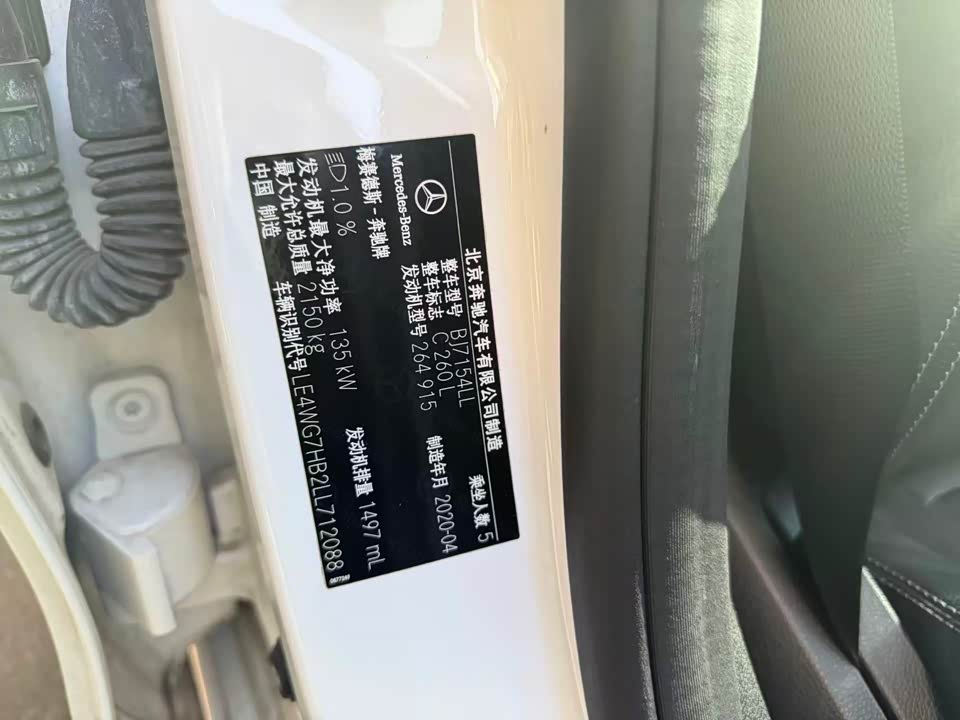 北京奔驰汽车有限公司制造
Mercedes-Benz
整车型号 BJ7154LL 乘坐人数 5
整车标志 C 260 L
发动机型号 264 915 制造年月 2020-04
梅赛德斯-奔驰牌
1.0 %
发动机最大净功率 135 kW 发动机排量 1497 mL
最大允许总质量 2150 kg
车辆识别代号 LE4WG7HB2LL712088
中国 制造